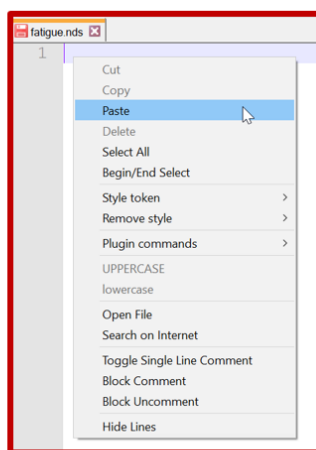 fatigue.nds
1
Cut
Copy
Paste
Delete
Select All
Begin/End Select
Style token
Remove style
Plugin commands
UPPERCASE
lowercase
Open File
Search on Internet
Toggle Single Line Comment
Block Comment
Block Uncomment
Hide Lines